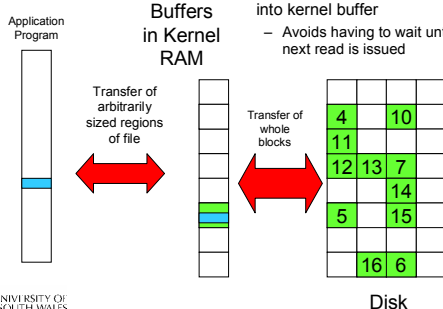 Application
Program
Buffers
in Kernel
RAM
into kernel buffer
– Avoids having to wait
next read is issued
Transfer of
arbitrarily
sized regions
of file
Transfer of
whole
blocks
4 10
11
12 13 7
14
5 15
16 6
Disk
NIVERSITY OF